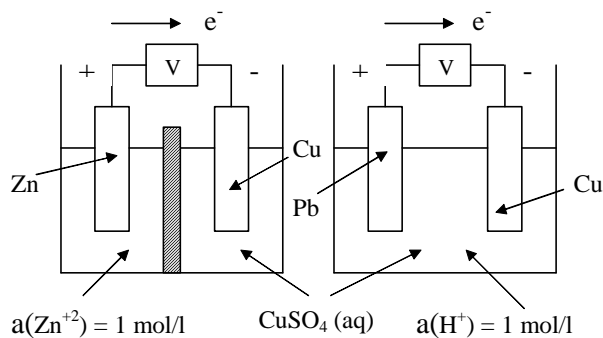 e⁻ e⁻
+ V - + V -
Zn Cu Pb Cu
a(Zn⁺²) = 1 mol/l CuSO₄ (aq) a(H⁺) = 1 mol/l